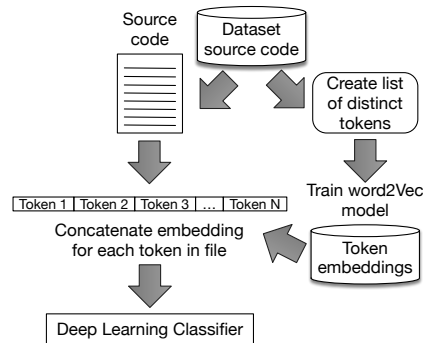 Source
code
Dataset
source code
Create list
of distinct
tokens
Train word2Vec
model
Token 1 Token 2 Token 3 ... Token N
Concatenate embedding
for each token in file
Token
embeddings
Deep Learning Classifier